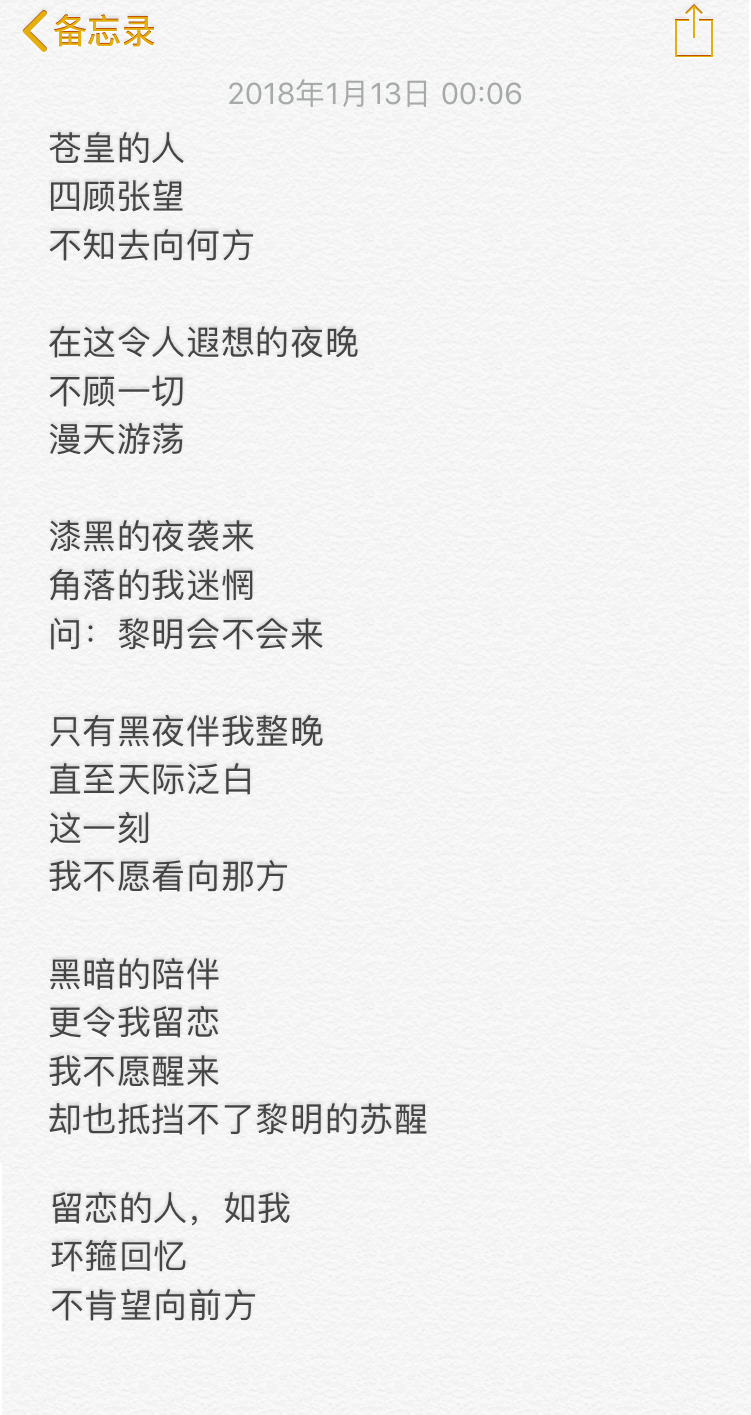 备忘录
2018年1月13日 00:06
苍皇的人
四顾张望
不知去向何方
在这令人遐想的夜晚
不顾一切
漫天游荡
漆黑的夜袭来
角落的我迷惘
问：黎明会不会来
只有黑夜伴我整晚
直至天际泛白
这一刻
我不愿看向那方
黑暗的陪伴
更令我留恋
我不愿醒来
却也抵挡不了黎明的苏醒
留恋的人，如我
环箍回忆
不肯望向前方